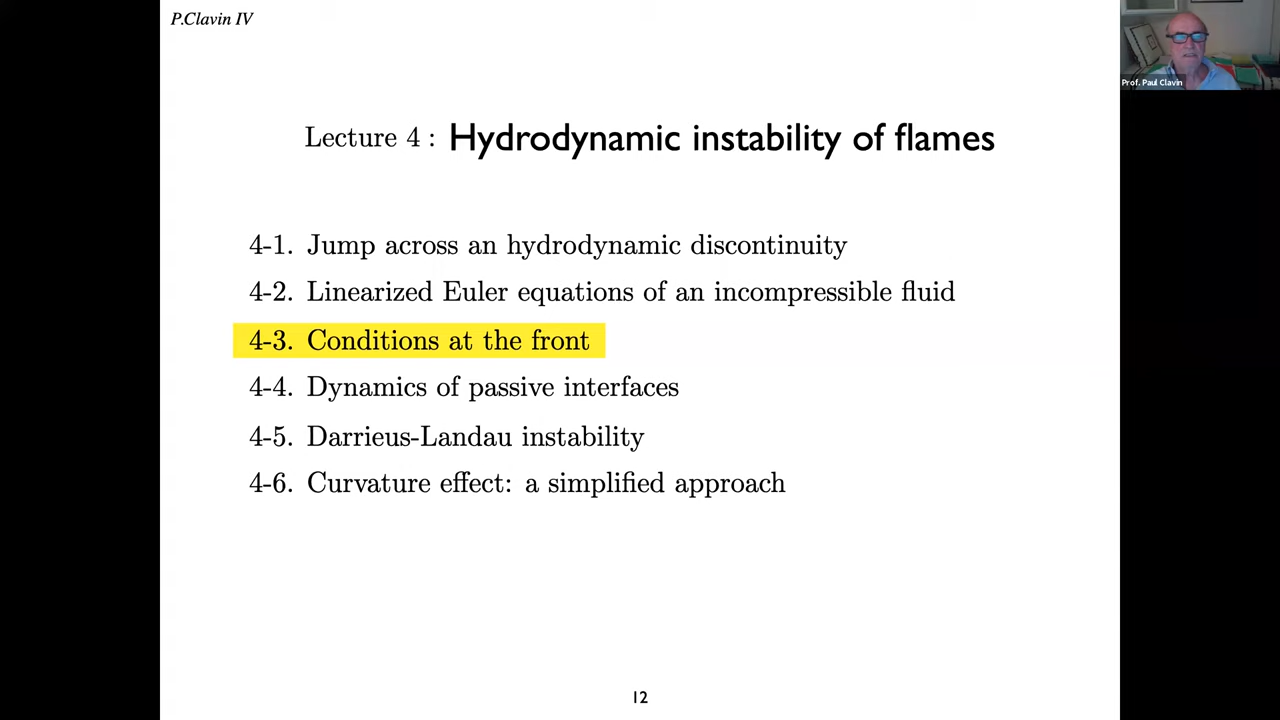 P.Clavin IV
Prof. Paul Clavin
Lecture 4 : Hydrodynamic instability of flames
4-1. Jump across an hydrodynamic discontinuity
4-2. Linearized Euler equations of an incompressible fluid
4-3. Conditions at the front
4-4. Dynamics of passive interfaces
4-5. Darrieus-Landau instability
4-6. Curvature effect: a simplified approach
12